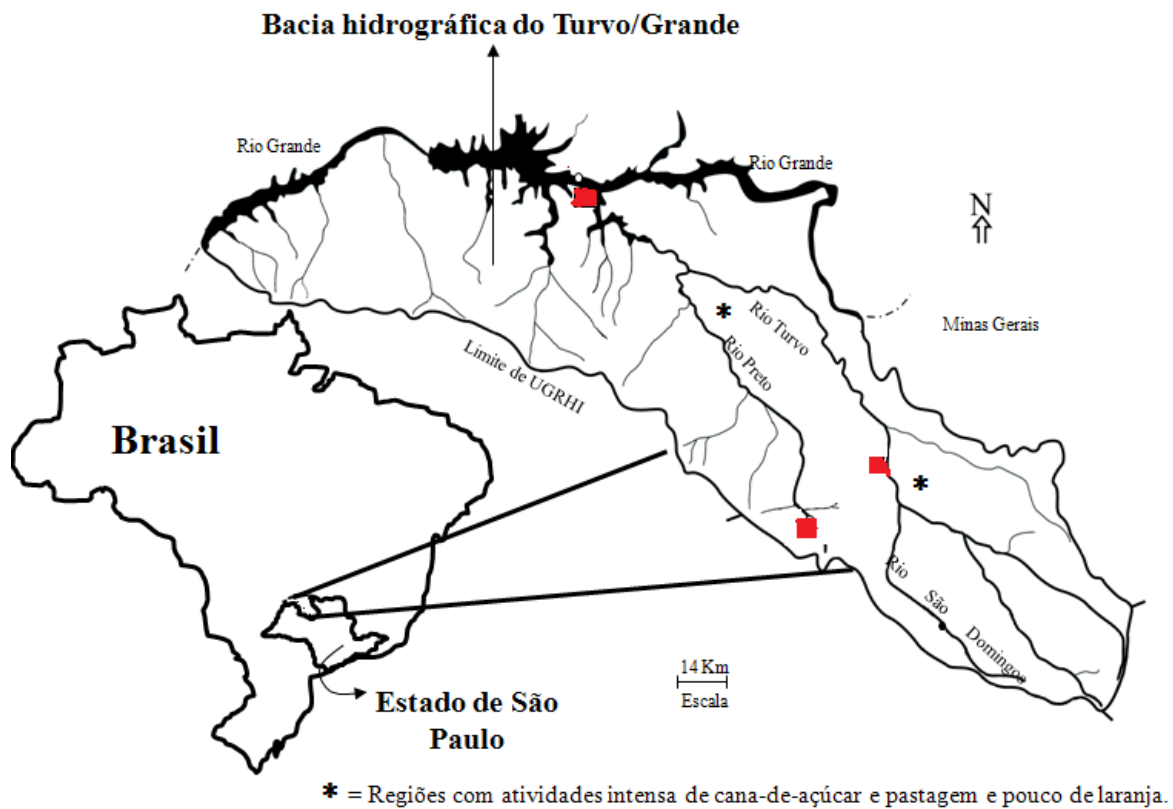 Bacia hidrográfica do Turvo/Grande
Rio Grande
Rio Grande
N
Minas Gerais
Rio Turvo
Rio Preto
Limite de UGRHI
Brasil
Rio São Domingos
14 Km
Escala
Estado de São
Paulo
* = Regiões com atividades intensa de cana-de-açúcar e pastagem e pouco de laranja.